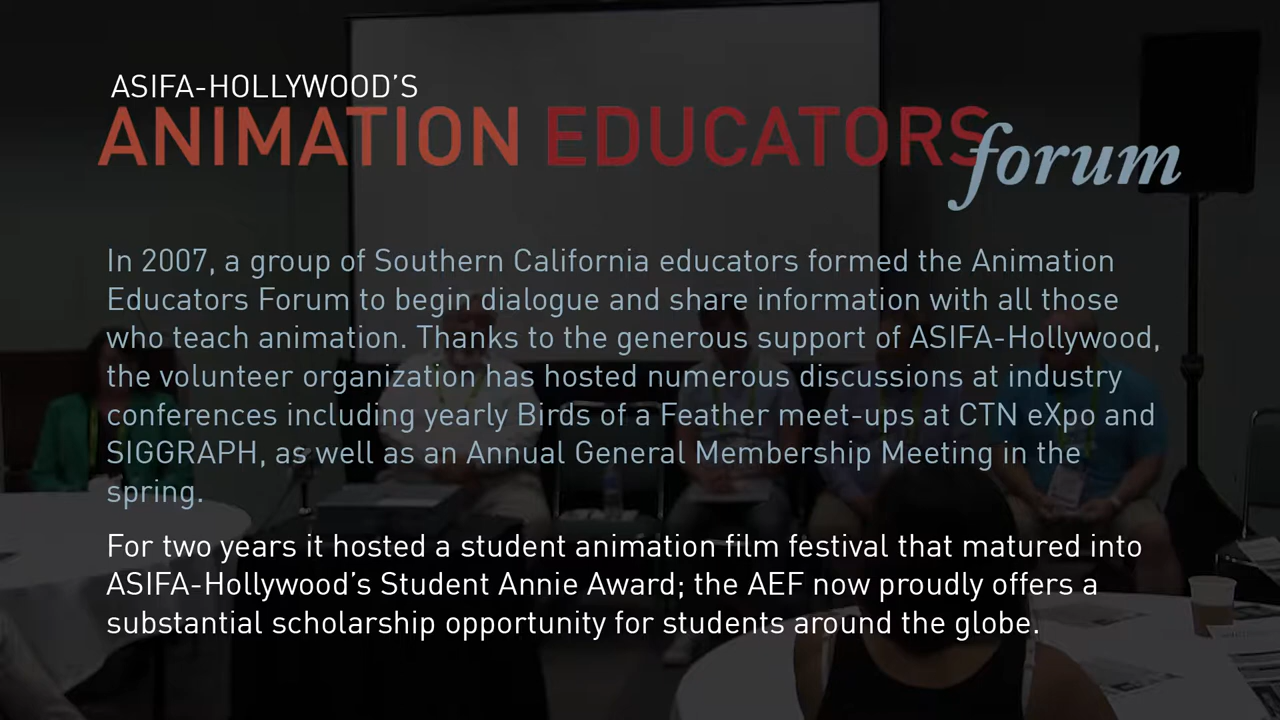 ASIFA-HOLLYWOOD’S
ANIMATION EDUCATORS forum
In 2007, a group of Southern California educators formed the Animation
Educators Forum to begin dialogue and share information with all those
who teach animation. Thanks to the generous support of ASIFA-Hollywood,
the volunteer organization has hosted numerous discussions at industry
conferences including yearly Birds of a Feather meet-ups at CTN eXpo and
SIGGRAPH, as well as an Annual General Membership Meeting in the
spring.
For two years it hosted a student animation film festival that matured into
ASIFA-Hollywood’s Student Annie Award; the AEF now proudly offers a
substantial scholarship opportunity for students around the globe.